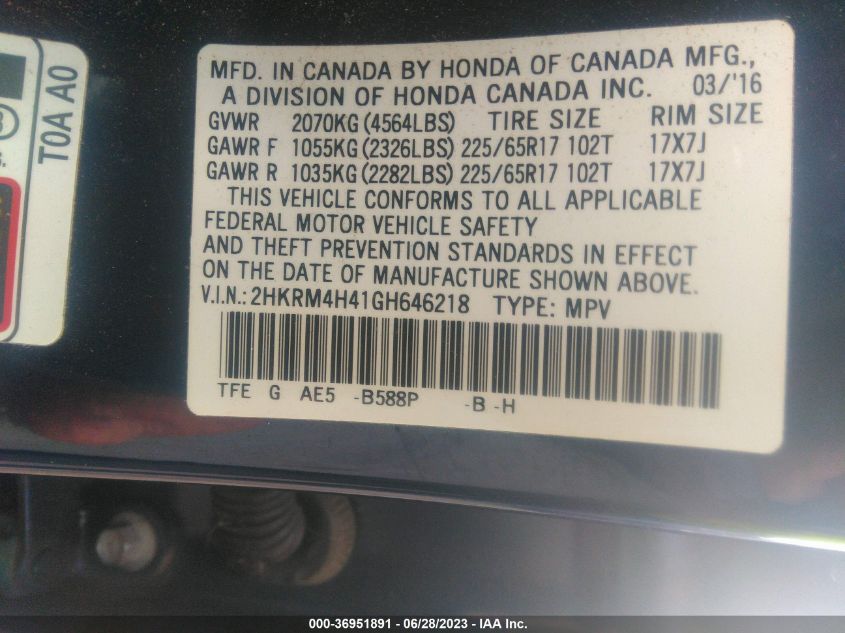 MFD. IN CANADA BY HONDA OF CANADA MFG.,
A DIVISION OF HONDA CANADA INC. 03/'16
GVWR 2070KG (4564LBS) TIRE SIZE RIM SIZE
GAWR F 1055KG (2326LBS) 225/65R17 102T 17X7J
GAWR R 1035KG (2282LBS) 225/65R17 102T 17X7J
THIS VEHICLE CONFORMS TO ALL APPLICABLE
FEDERAL MOTOR VEHICLE SAFETY
AND THEFT PREVENTION STANDARDS IN EFFECT
ON THE DATE OF MANUFACTURE SHOWN ABOVE.
V.I.N.: 2HKRM4H41GH646218 TYPE: MPV
TFE G AE5 -B588P -B -H
T0A A0
000-36951891 - 06/28/2023 - IAA Inc.